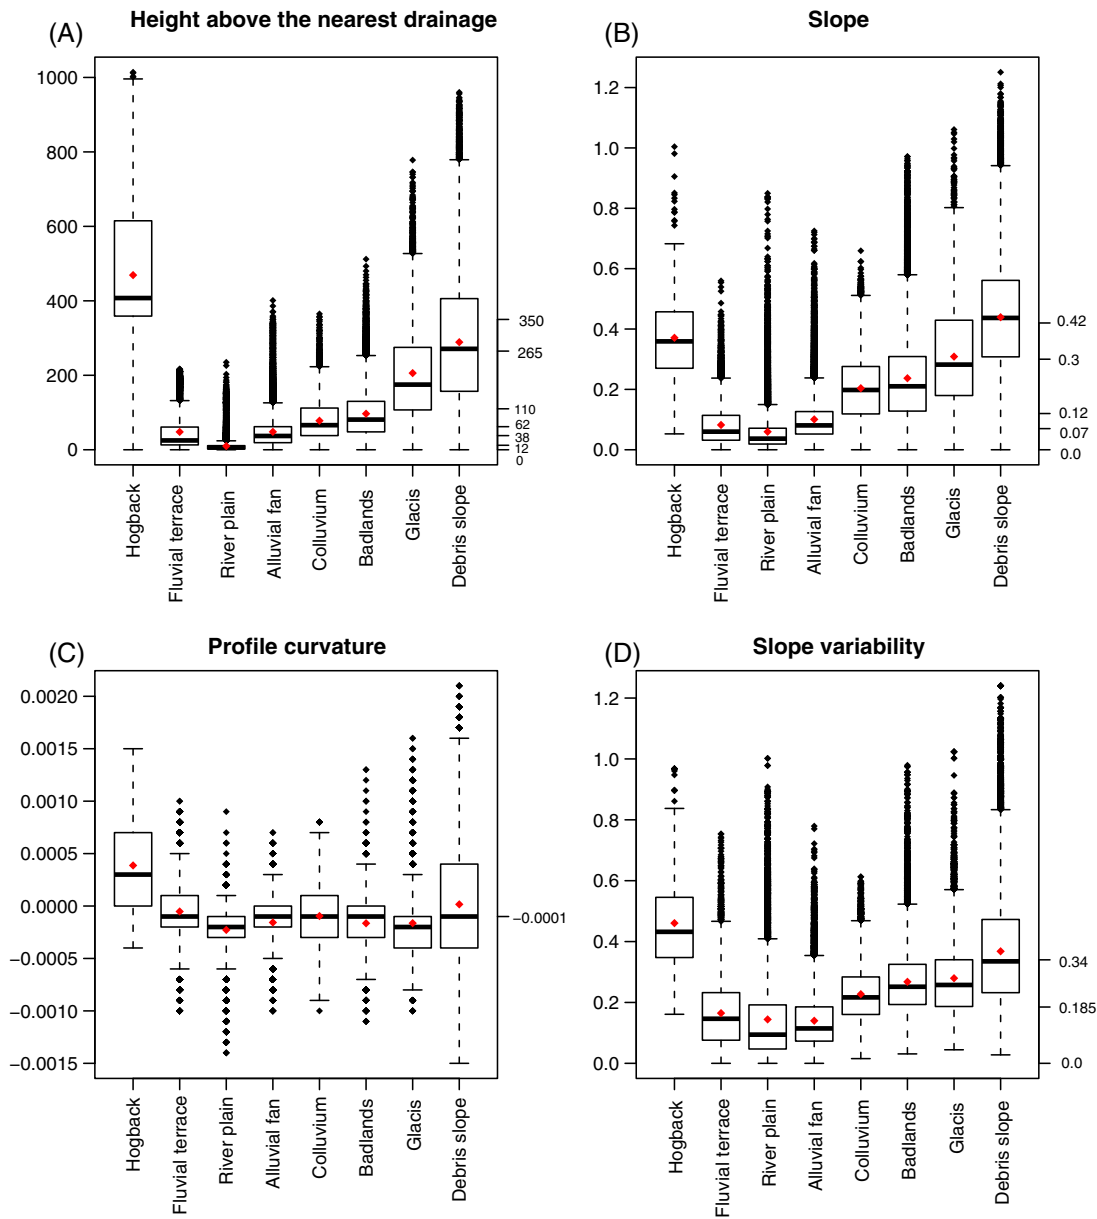 (A) Height above the nearest drainage
1000
800
600
400
200
0
350
265
110
62
38
12
0
Hogback
Fluvial terrace
River plain
Alluvial fan
Colluvium
Badlands
Glacis
Debris slope
(B) Slope
1.2
1.0
0.8
0.6
0.4
0.2
0.0
0.42
0.3
0.12
0.07
0.0
Hogback
Fluvial terrace
River plain
Alluvial fan
Colluvium
Badlands
Glacis
Debris slope
(C) Profile curvature
0.0020
0.0015
0.0010
0.0005
0.0000
−0.0005
−0.0010
−0.0015
−0.0001
Hogback
Fluvial terrace
River plain
Alluvial fan
Colluvium
Badlands
Glacis
Debris slope
(D) Slope variability
1.2
1.0
0.8
0.6
0.4
0.2
0.0
0.34
0.185
0.0
Hogback
Fluvial terrace
River plain
Alluvial fan
Colluvium
Badlands
Glacis
Debris slope